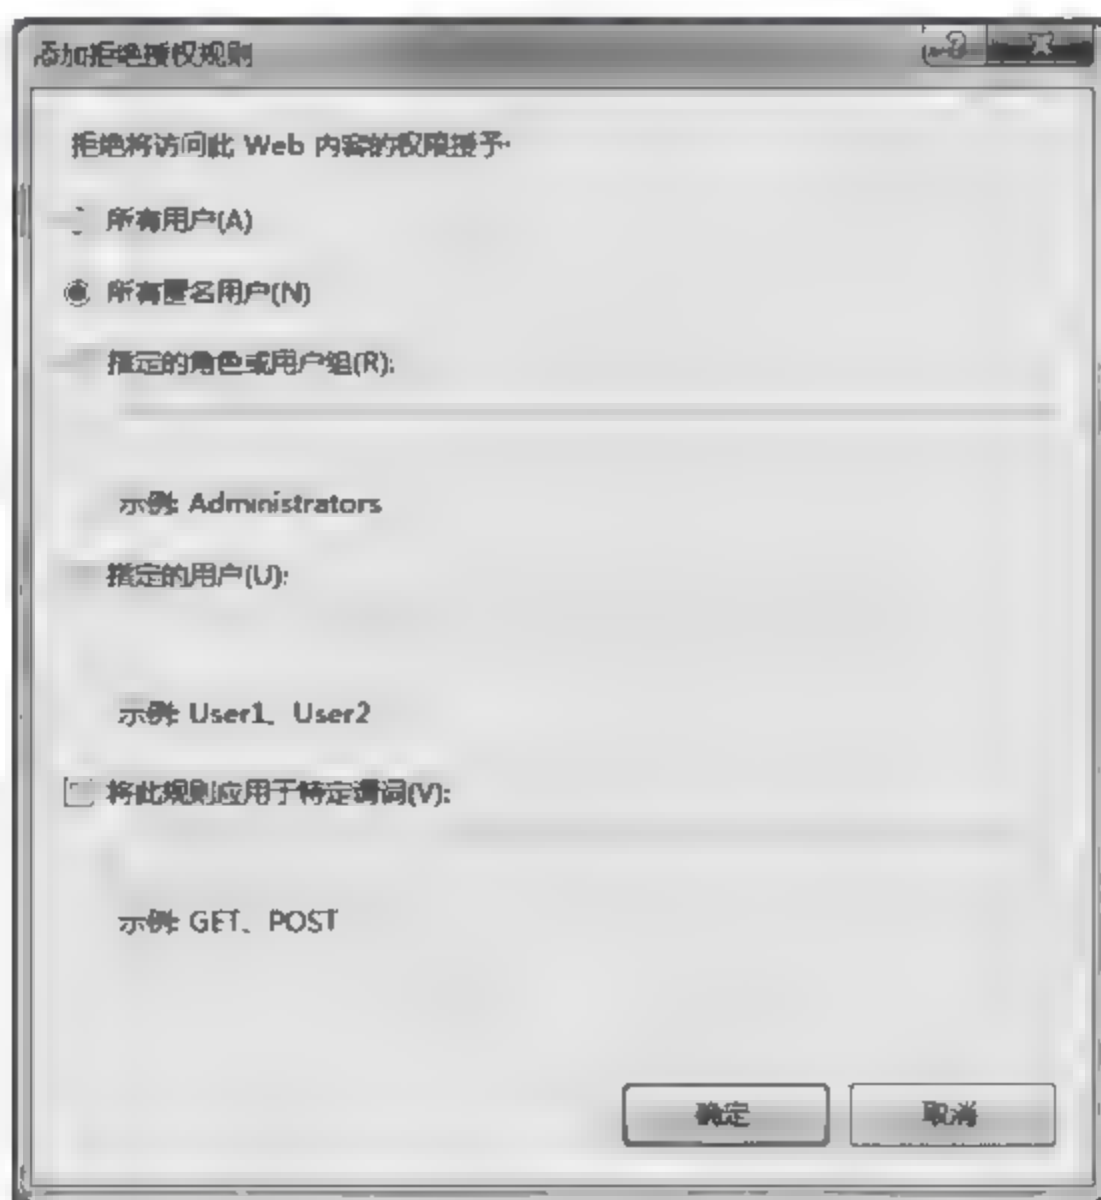 添加拒绝授权规则
拒绝将访问此 Web 内容的权限授予:
所有用户(A)
所有匿名用户(N)
指定的角色或用户组(R):
示例: Administrators
指定的用户(U):
示例: User1、User2
将此规则应用于特定谓词(V):
示例: GET、POST
确定
取消